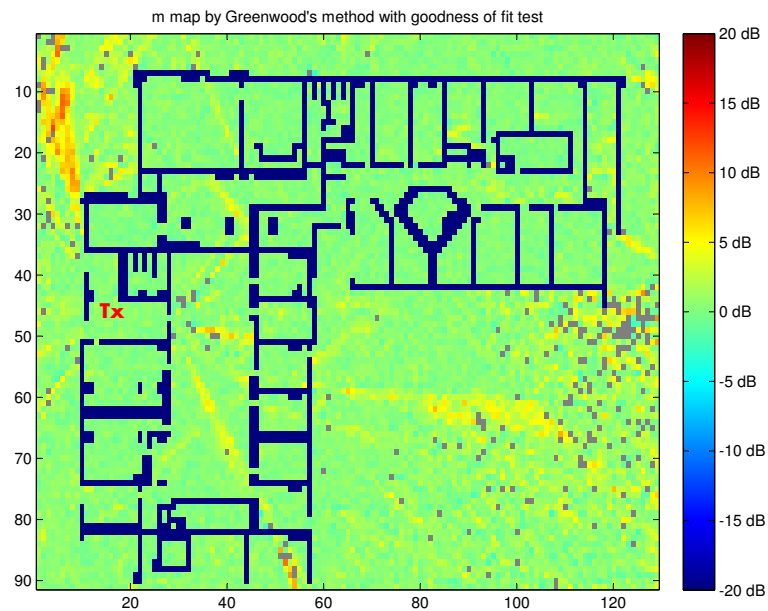 m map by Greenwood's method with goodness of fit test
10
20
30
40
50
60
70
80
90
20
40
60
80
100
120
Tx
20 dB
15 dB
10 dB
5 dB
0 dB
-5 dB
-10 dB
-15 dB
-20 dB